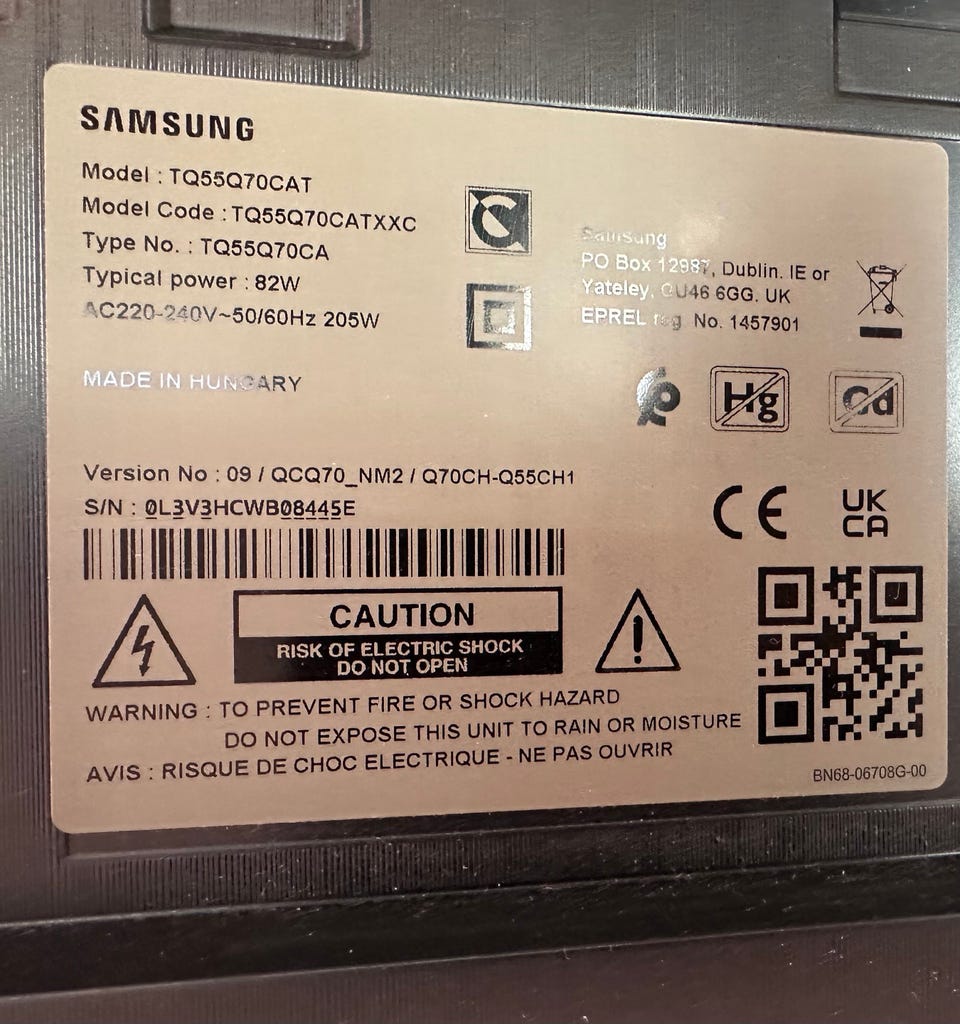 SAMSUNG
Model : TQ55Q70CAT
Model Code : TQ55Q70CATXXC
Type No. : TQ55Q70CA
Typical power : 82W
AC220-240V~50/60Hz 205W
MADE IN HUNGARY
Samsung
PO Box 12987, Dublin. IE or
Yateley, GU46 6GG. UK
EPREL reg. No. 1457901
Hg
Cd
Version No : 09 / QCQ70_NM2 / Q70CH-Q55CH1
S/N : 0L3V3HCWB08445E
CE
UK
CA
CAUTION
RISK OF ELECTRIC SHOCK
DO NOT OPEN
WARNING : TO PREVENT FIRE OR SHOCK HAZARD
DO NOT EXPOSE THIS UNIT TO RAIN OR MOISTURE
AVIS : RISQUE DE CHOC ELECTRIQUE - NE PAS OUVRIR
BN68-06708G-00